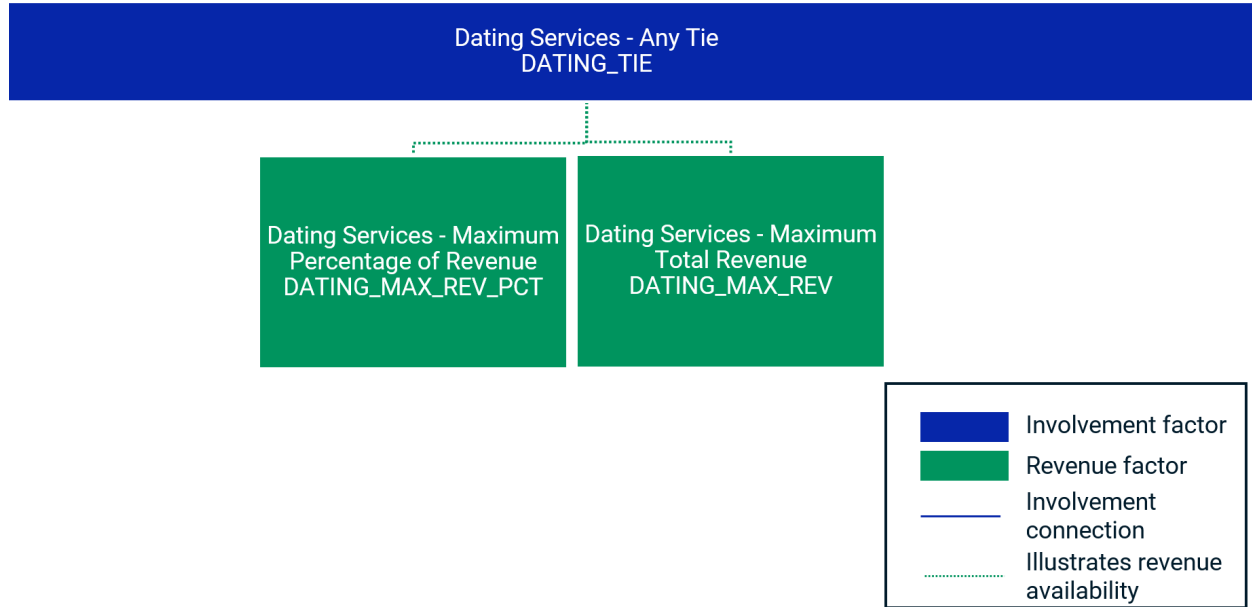 Dating Services - Any Tie
DATING_TIE
Dating Services - Maximum
Percentage of Revenue
DATING_MAX_REV_PCT
Dating Services - Maximum
Total Revenue
DATING_MAX_REV
Involvement factor
Revenue factor
Involvement
connection
Illustrates revenue
availability